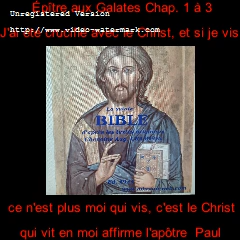 Épître aux Galates Chap. 1 à 3
Unregistered Version
J'ai été crucifié avec le Christ, et si je vis
http://www.video-watermark.com
La sainte
BIBLE
ce n'est plus moi qui vis, c'est le Christ
qui vit en moi affirme l'apôtre Paul